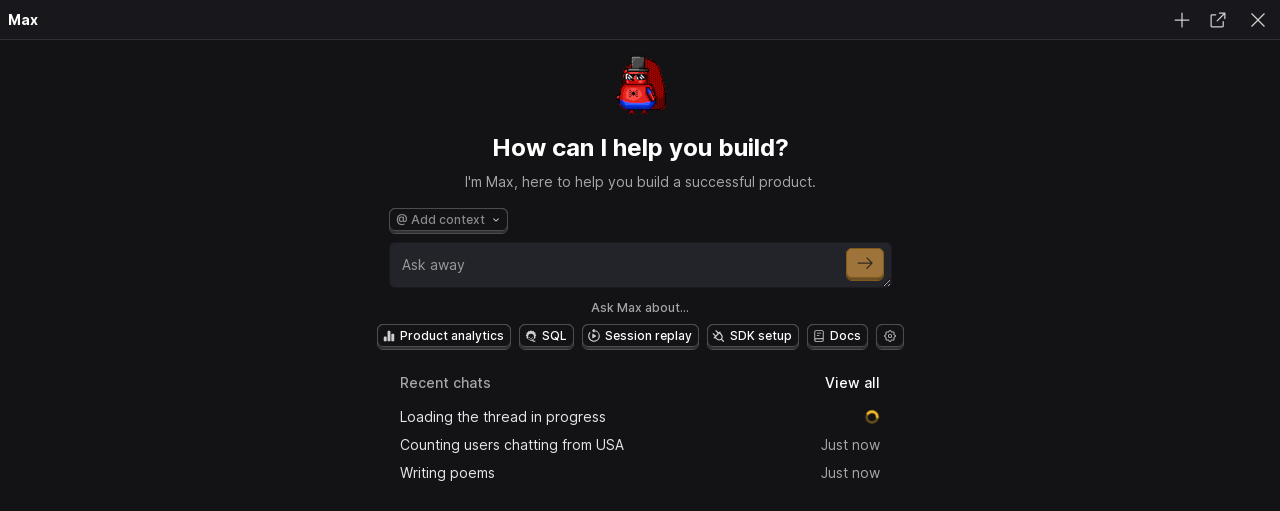 Max
How can I help you build?
I'm Max, here to help you build a successful product.
@ Add context
Ask away
Ask Max about...
Product analytics SQL Session replay SDK setup Docs
Recent chats View all
Loading the thread in progress
Counting users chatting from USA Just now
Writing poems Just now